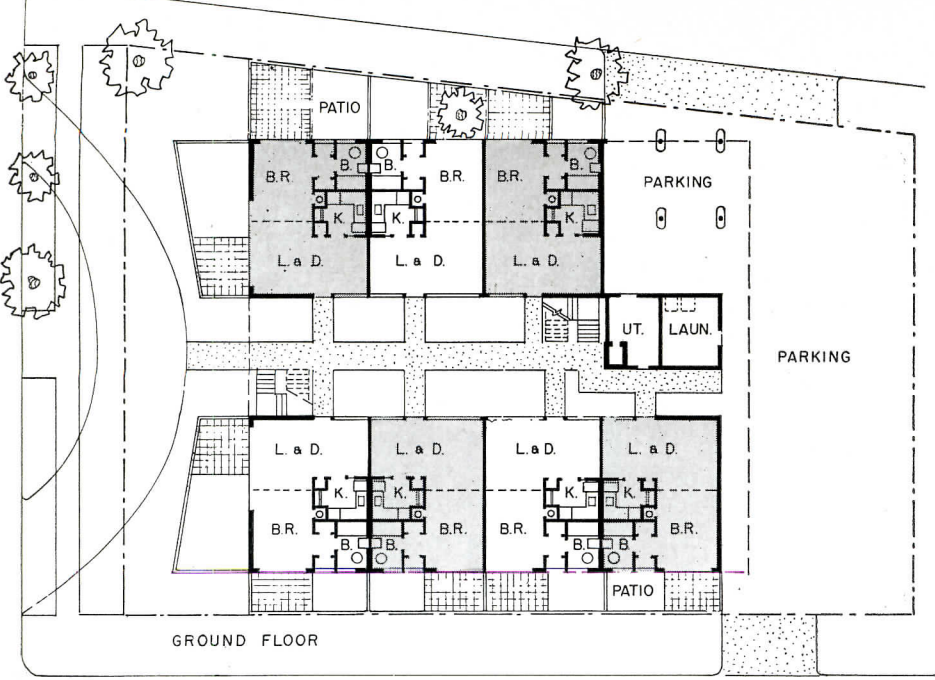 PATIO
B.R.
B.
B.
B.R.
B.R.
B.
PARKING
K.
K.
K.
L. & D.
L. & D.
L. & D.
UT.
LAUN.
PARKING
L. & D.
L. & D.
L. & D.
L. & D.
K.
K.
K.
K.
B.R.
B.R.
B.R.
B.R.
B.
B.
B.
B.
PATIO
GROUND FLOOR